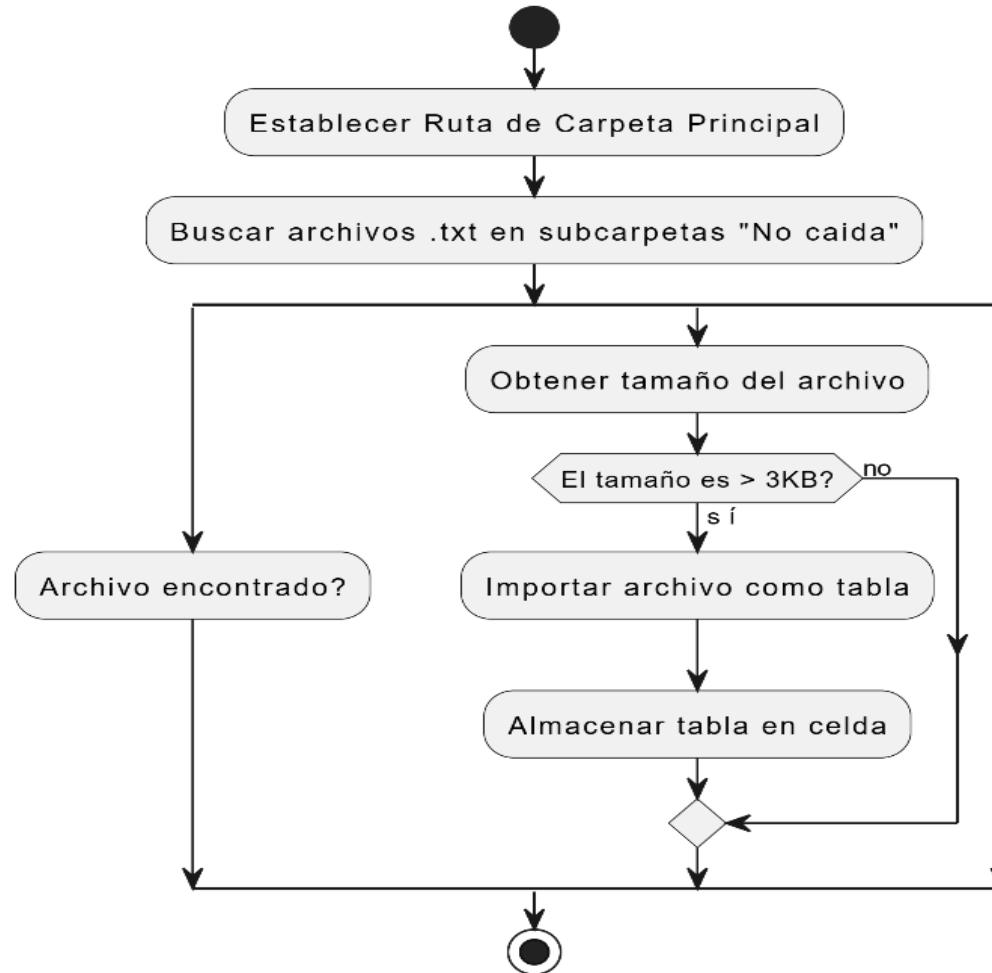 Establecer Ruta de Carpeta Principal
Buscar archivos .txt en subcarpetas "No caida"
Obtener tamaño del archivo
El tamaño es > 3KB?
no
sí
Archivo encontrado?
Importar archivo como tabla
Almacenar tabla en celda